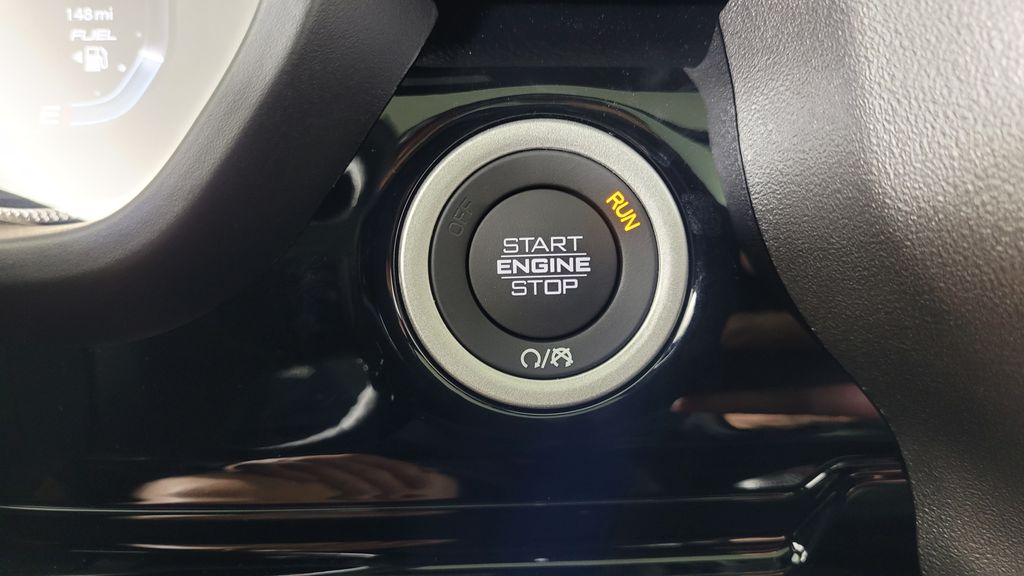 148 mi
FUEL
E
OFF
RUN
START
ENGINE
STOP